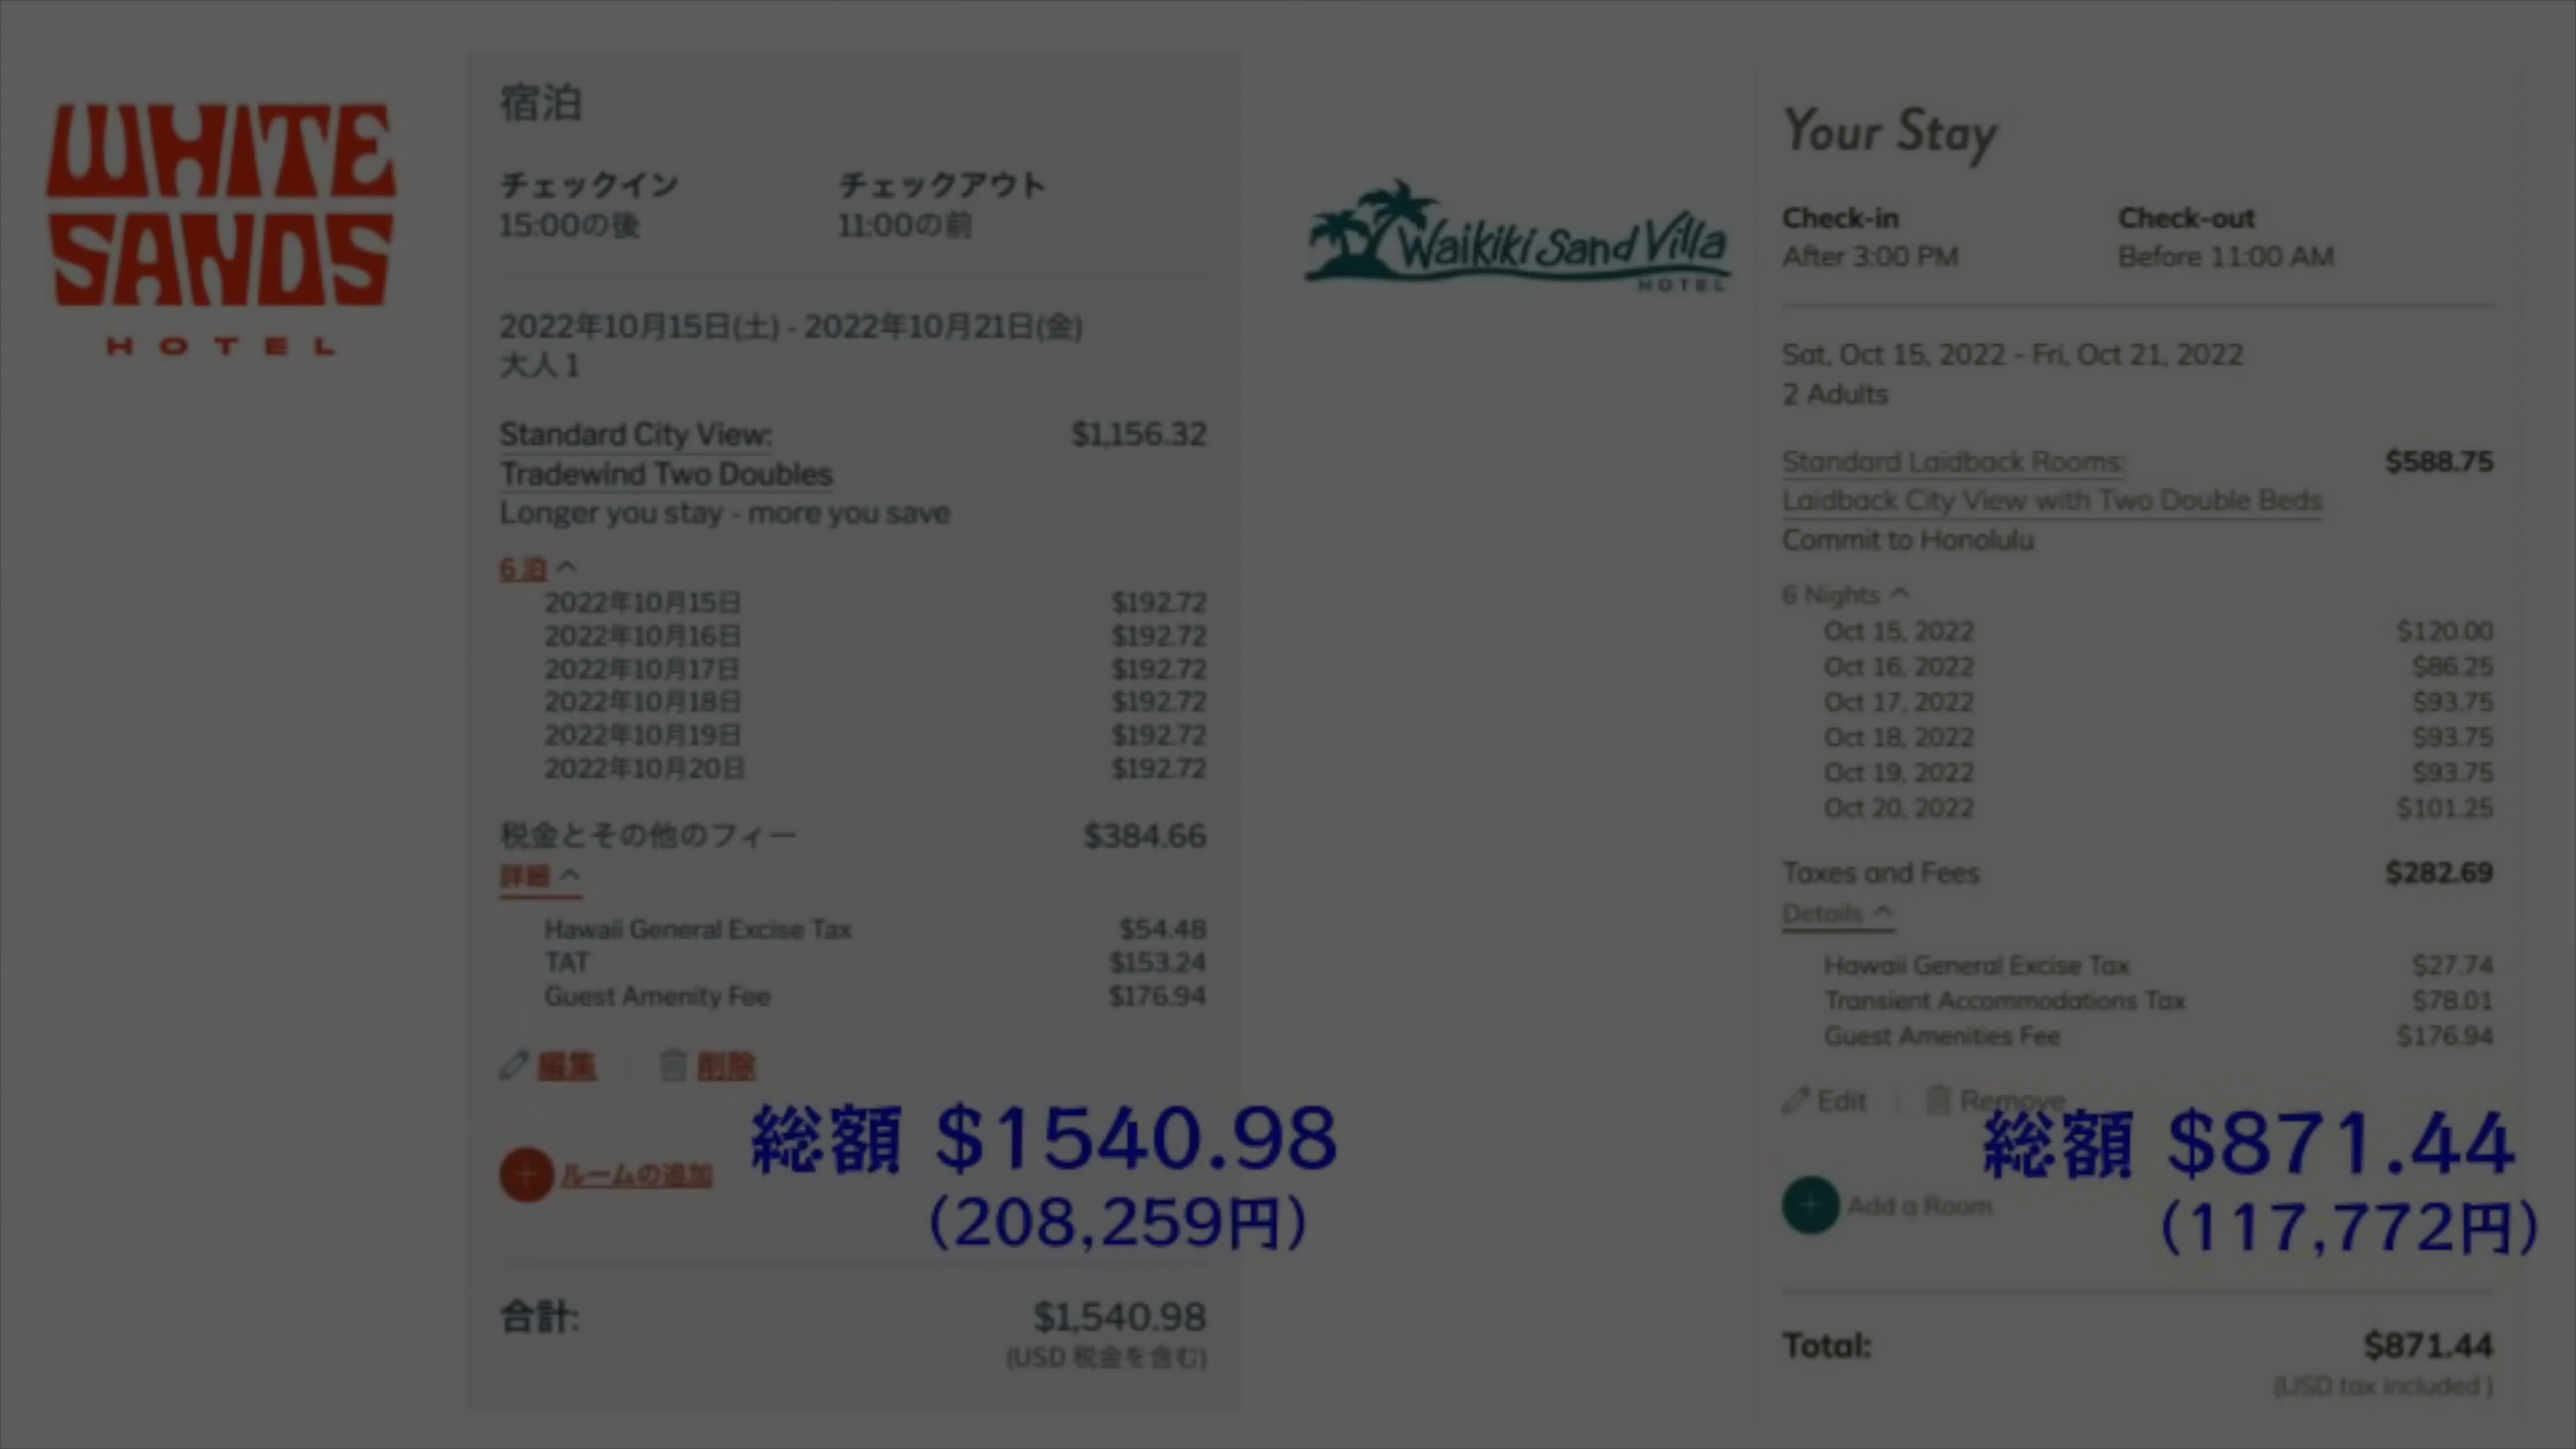 WHITE
SANDS
HOTEL
宿泊
チェックイン
チェックアウト
15:00の後
11:00の前
2022年10月15日(土) - 2022年10月21日(金)
大人 1
Standard City View:
$1,156.32
Tradewind Two Doubles
Longer you stay - more you save
6 泊
2022年10月15日
$192.72
2022年10月16日
$192.72
2022年10月17日
$192.72
2022年10月18日
$192.72
2022年10月19日
$192.72
2022年10月20日
$192.72
税金とその他のフィー
$384.66
詳細
Hawaii General Excise Tax
$54.48
TAT
$153.24
Guest Amenity Fee
$176.94
編集
削除
総額 $1540.98
ルームの追加
(208,259円)
合計:
$1,540.98
(USD 税金を含む)
Waikiki Sand Villa
HOTEL
Your Stay
Check-in
Check-out
After 3:00 PM
Before 11:00 AM
Sat, Oct 15, 2022 - Fri, Oct 21, 2022
2 Adults
Standard Laidback Rooms:
$588.75
Laidback City View with Two Double Beds
Commit to Honolulu
6 Nights
Oct 15, 2022
$120.00
Oct 16, 2022
$86.25
Oct 17, 2022
$93.75
Oct 18, 2022
$93.75
Oct 19, 2022
$93.75
Oct 20, 2022
$101.25
Taxes and Fees
$282.69
Details
Hawaii General Excise Tax
$27.74
Transient Accommodations Tax
$78.01
Guest Amenities Fee
$176.94
Edit
Remove
総額 $871.44
Add a Room
(117,772円)
Total:
$871.44
(USD tax included )